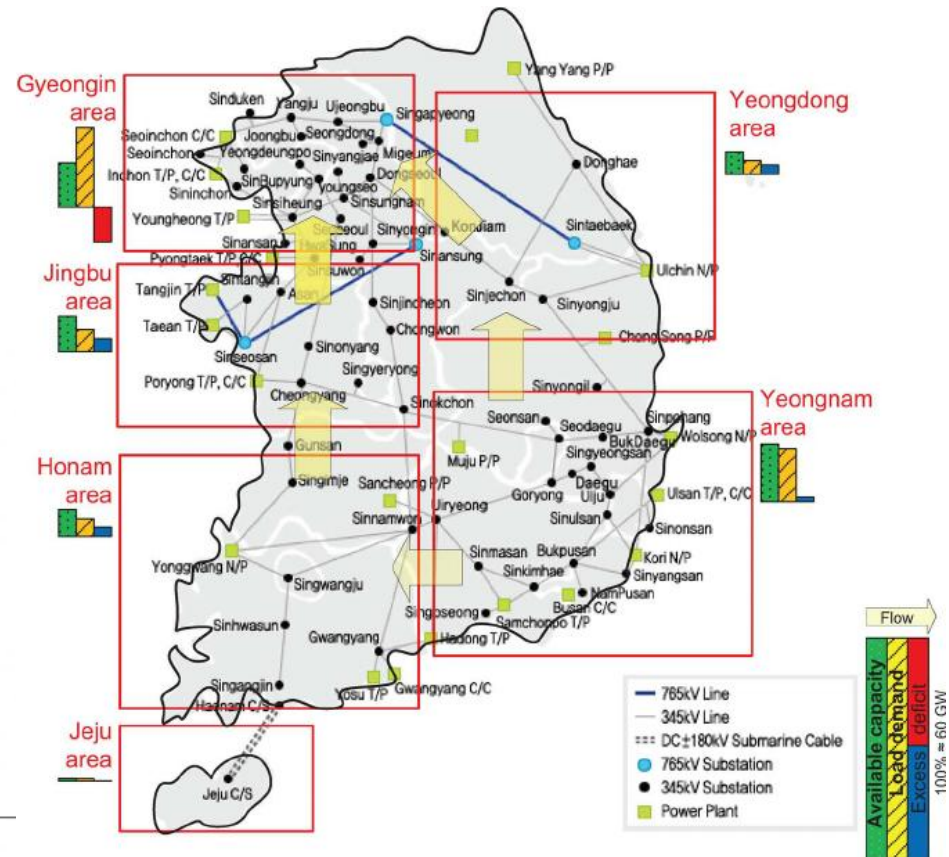 Yang Yang P/P
Gyeongin
area
Yeongdong
area
Sinduken
Yangju
Ujeongbu
Singapyeong
Seoinchon C/C
Joongbu
Seongdong
Seoinchon
Yeongdeungpo
Sinyangjae
Migeum
Donghae
Inchon T/P, C/C
SinBupyung
youngseo
Dongseoul
Sininchon
Sinsiheung
Sinsungnam
Youngheong T/P
Seoseoul
Sinyongin
Konjiam
Sintaebaek
Sinansan
HwaSung
Sinansung
Pyongtaek T/P C/C
Sinsuwon
Ulchin N/P
Jingbu
area
Tangjin T/P
Sintangin
Asan
Sinjechon
Sinyongju
Sinjincheon
Taean T/P
Chongwon
Chong Song P/P
Sinseosan
Sinonyang
Singyeryong
Poryong T/P, C/C
Cheongyang
Sinyongil
Sinokchon
Yeongnam
area
Seonsan
Seodaegu
Sinpohang
BukDaegu
Wolsong N/P
Gunsan
Muju P/P
Singyeongsan
Honam
area
Singimje
Sancheong P/P
Goryong
Daegu
Uiju
Ulsan T/P, C/C
Uiryeong
Sinnamwon
Sinulsan
Sinonsan
Yonggwang N/P
Sinmasan
Bukpusan
Kori N/P
Singwangju
Sinkimhae
Sinyangsan
NamPusan
Busan C/C
Singoseong
Samchonpo T/P
Sinhwasun
Gwangyang
Hadong T/P
Singangjin
Yosu T/P
Gwangyang C/C
Haenam C/S
Jeju
area
Jeju C/S
765kV Line
345kV Line
DC±180kV Submarine Cable
765kV Substation
345kV Substation
Power Plant
Flow
Available capacity
Load demand
Excess
deficit
100% ≈ 60 GW